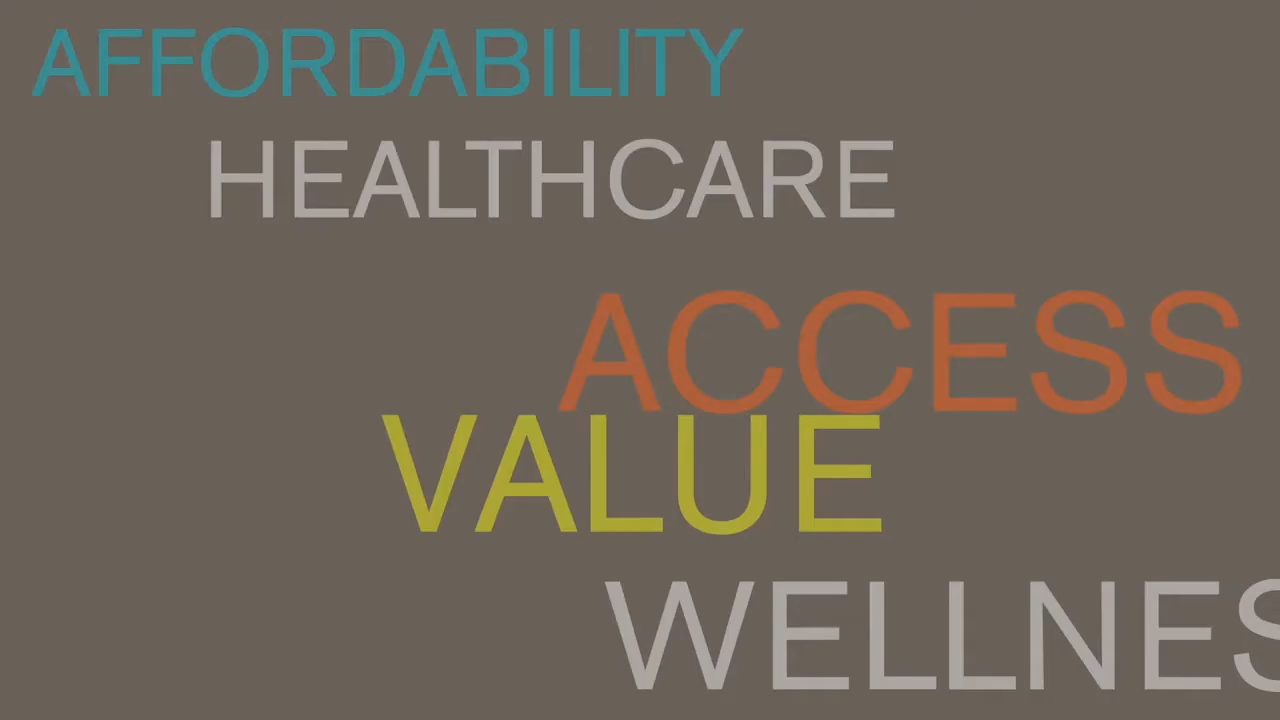 AFFORDABILITY
HEALTHCARE
ACCESS
VALUE
WELLNES